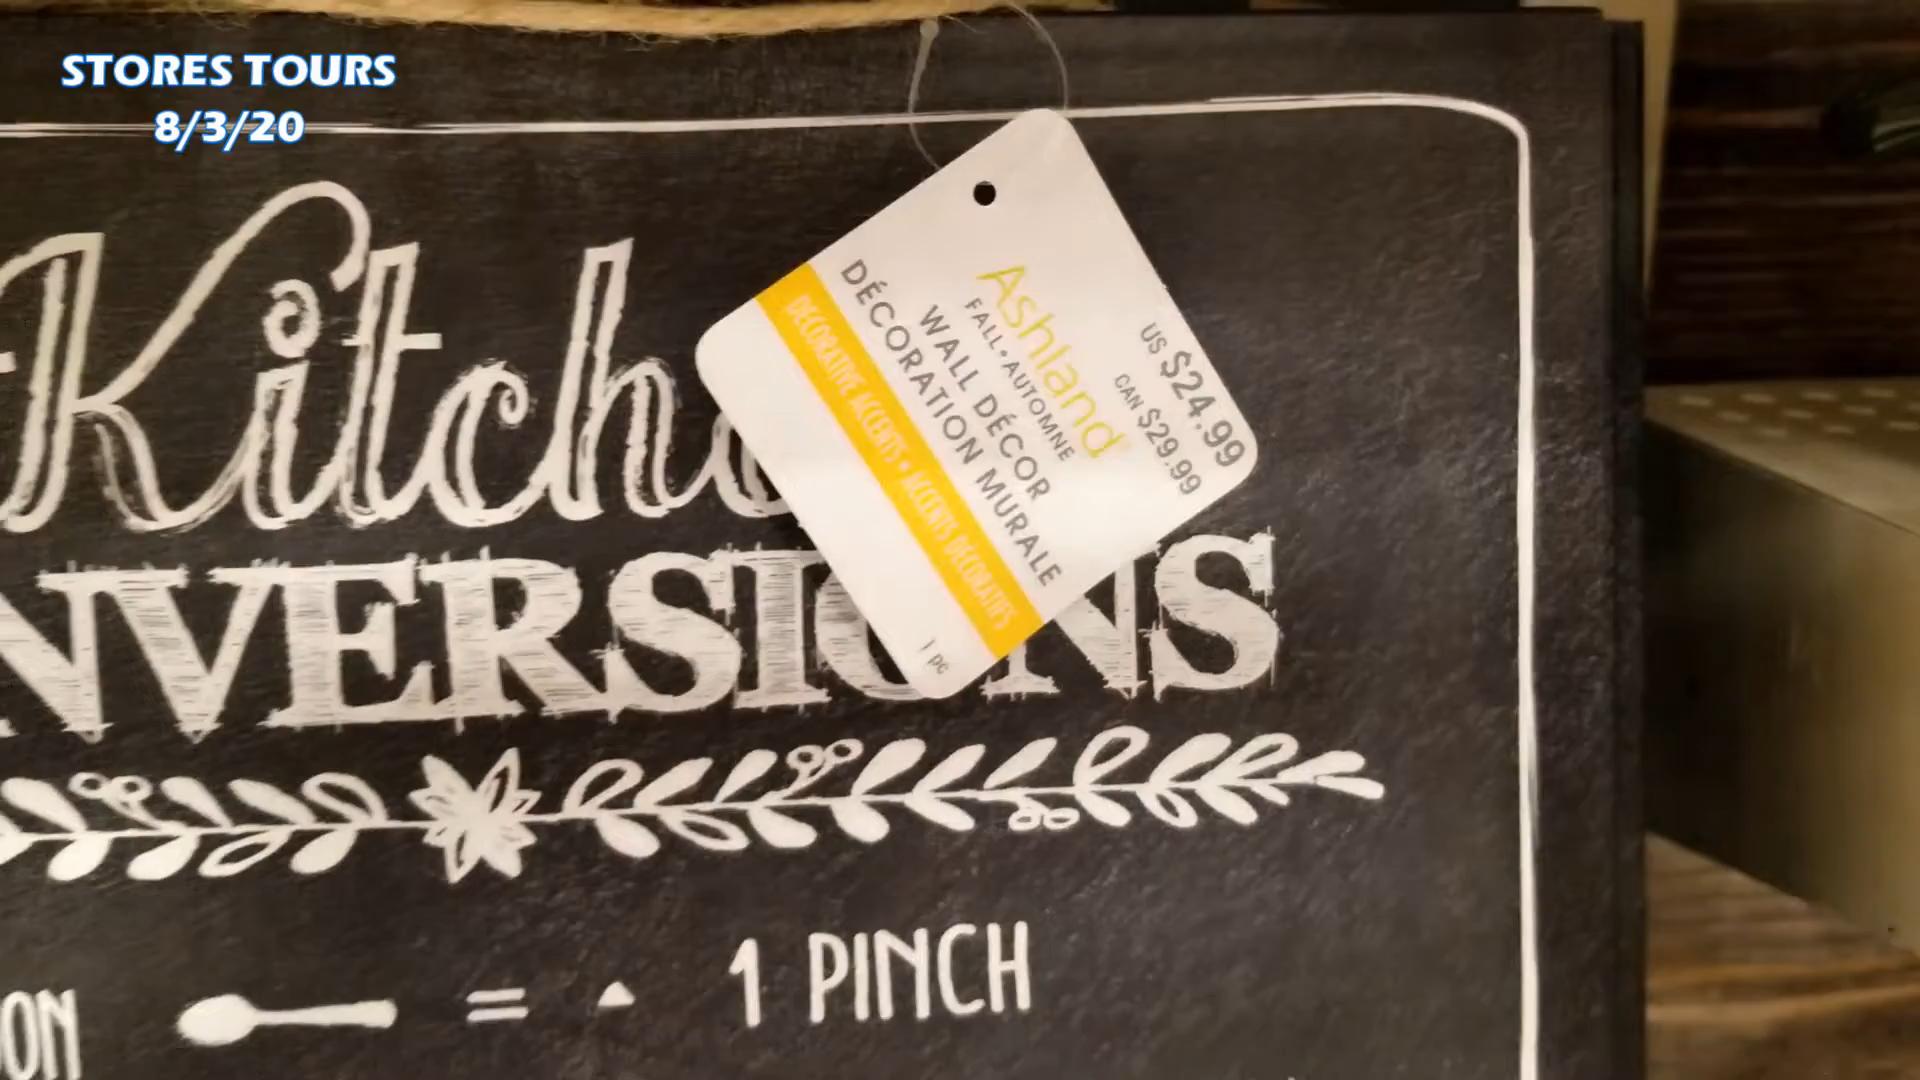 STORES TOURS
8/3/20
US $24.99
CAN $29.99
Ashland
FALL•AUTOMNE
WALL DÉCOR
DÉCORATION MURALE
DECORATIVE ACCENTS • ACCENTS DÉCORATIFS
1 pc
Kitche
NVERSIONS
ON = 1 PINCH